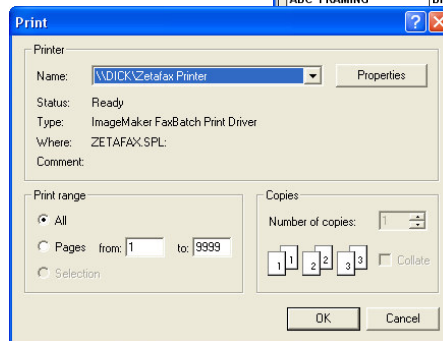 ABC FRAMING
Print
Printer
Name: \\DICK\Zetafax Printer Properties
Status: Ready
Type: ImageMaker FaxBatch Print Driver
Where: ZETAFAX.SPL:
Comment:
Print range
All
Pages from: 1 to: 9999
Selection
Copies
Number of copies: 1
1 1 2 2 3 3
Collate
OK Cancel